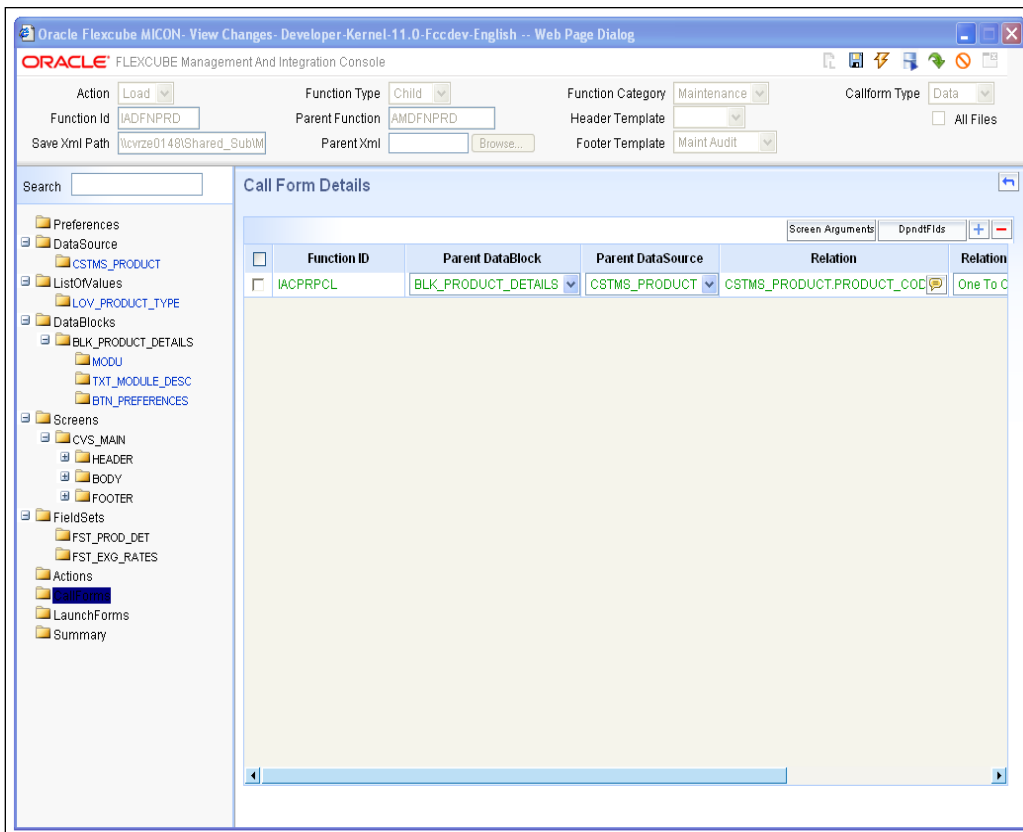 Oracle Flexcube MICON- View Changes- Developer-Kernel-11.0-Fccdev-English -- Web Page Dialog
ORACLE FLEXCUBE Management And Integration Console
Action Load Function Type Child Function Category Maintenance Callform Type Data
Function Id IADFNPRD Parent Function AMDFNPRD Header Template All Files
Save Xml Path \\cvrze0148\Shared_Sub\M Parent Xml Browse... Footer Template Maint Audit
Search
Call Form Details
Preferences
DataSource
CSTMS_PRODUCT
ListOfValues
LOV_PRODUCT_TYPE
DataBlocks
BLK_PRODUCT_DETAILS
MODU
TXT_MODULE_DESC
BTN_PREFERENCES
Screens
CVS_MAIN
HEADER
BODY
FOOTER
FieldSets
FST_PROD_DET
FST_EXG_RATES
Actions
CallForms
LaunchForms
Summary
Screen Arguments DpndtFlds
Function ID Parent DataBlock Parent DataSource Relation Relation
IACPRPCL BLK_PRODUCT_DETAILS CSTMS_PRODUCT CSTMS_PRODUCT.PRODUCT_COD One To C